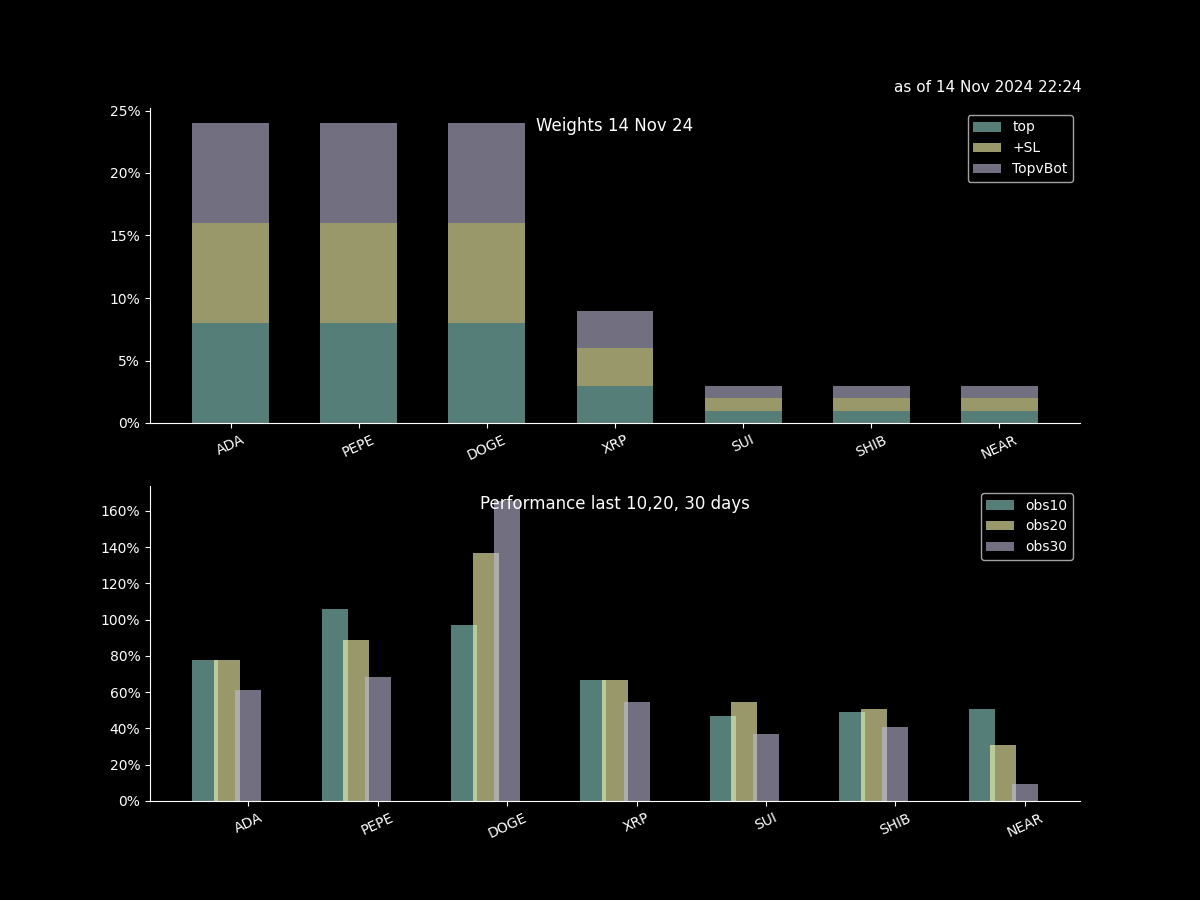 as of 14 Nov 2024 22:24
Weights 14 Nov 24
25%
20%
15%
10%
5%
0%
top
+SL
TopvBot
ADA PEPE DOGE XRP SUI SHIB NEAR
Performance last 10,20, 30 days
160%
140%
120%
100%
80%
60%
40%
20%
0%
obs10
obs20
obs30
ADA PEPE DOGE XRP SUI SHIB NEAR